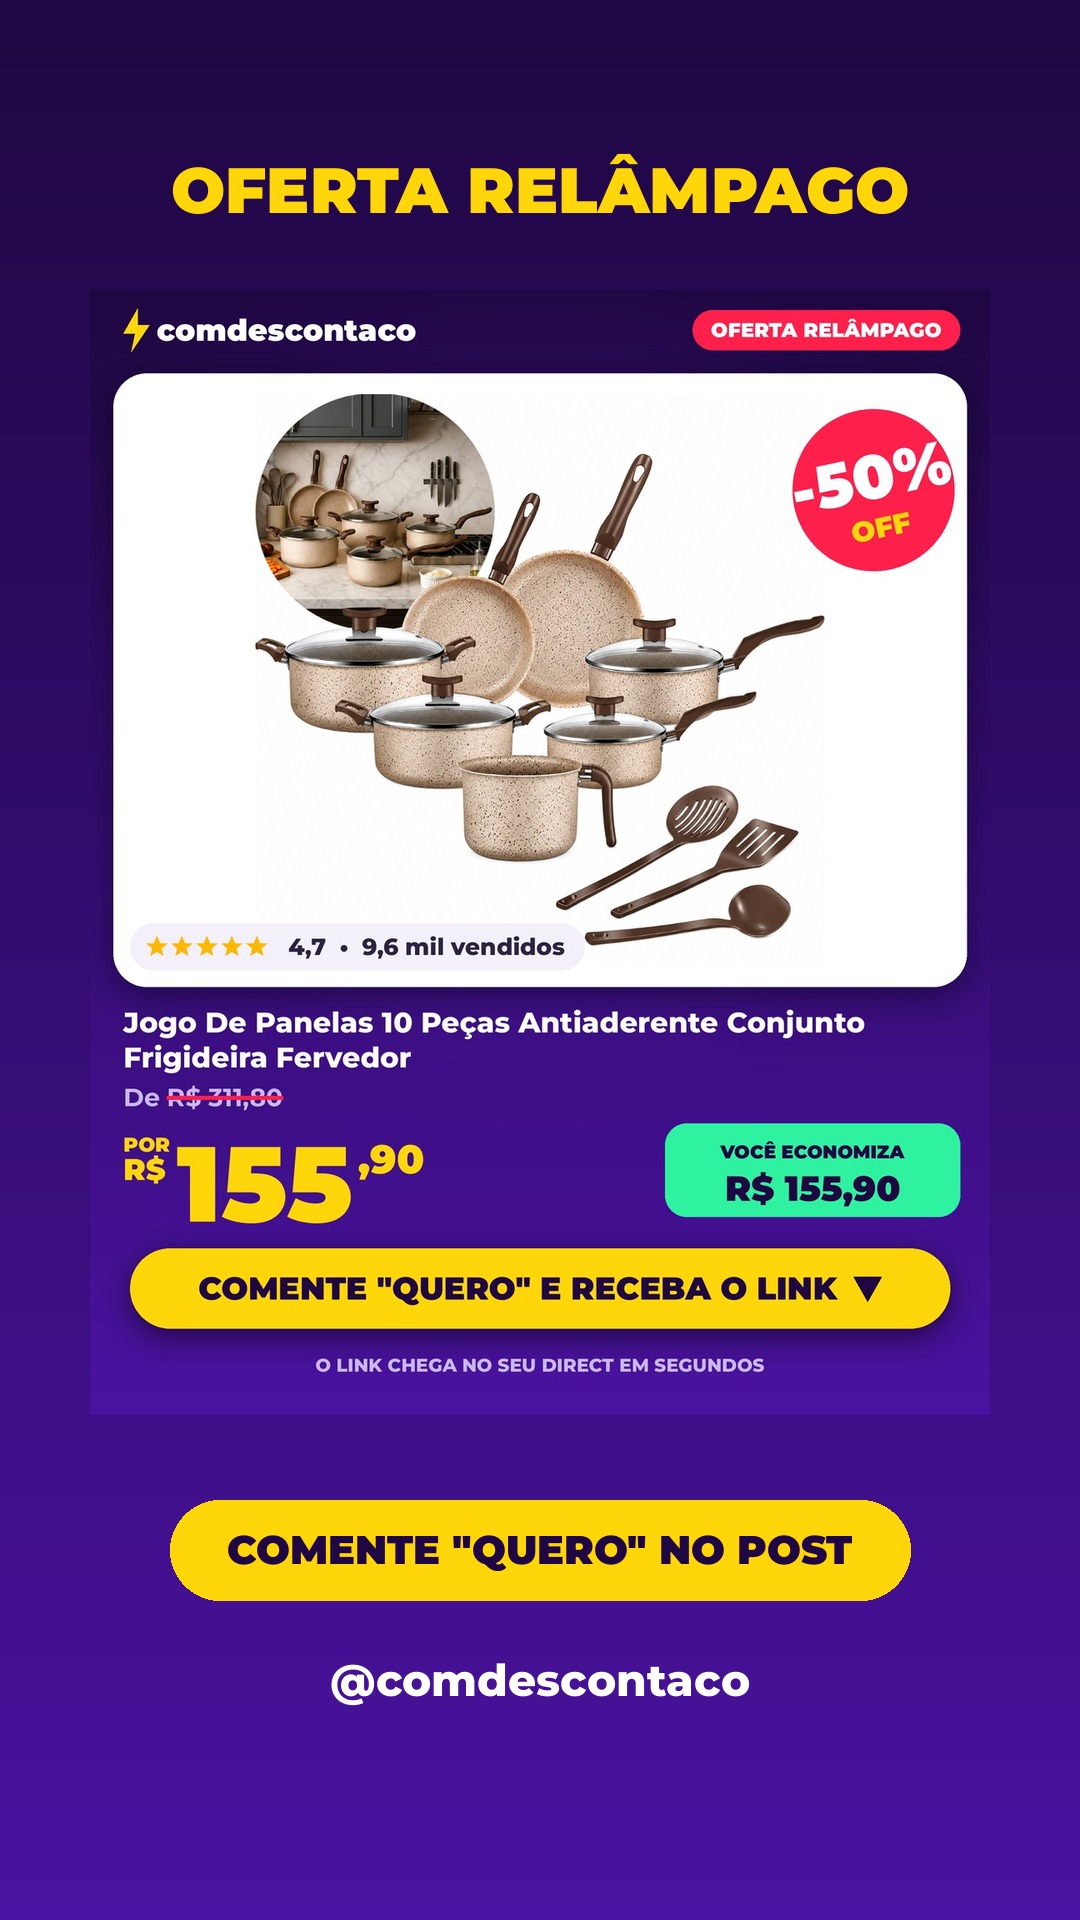 OFERTA RELÂMPAGO
comdescontaco
OFERTA RELÂMPAGO
-50%
OFF
4,7 • 9,6 mil vendidos
Jogo De Panelas 10 Peças Antiaderente Conjunto
Frigideira Fervedor
De R$ 311,80
POR
R$ 155,90
VOCÊ ECONOMIZA
R$ 155,90
COMENTE "QUERO" E RECEBA O LINK ▼
O LINK CHEGA NO SEU DIRECT EM SEGUNDOS
COMENTE "QUERO" NO POST
@comdescontaco